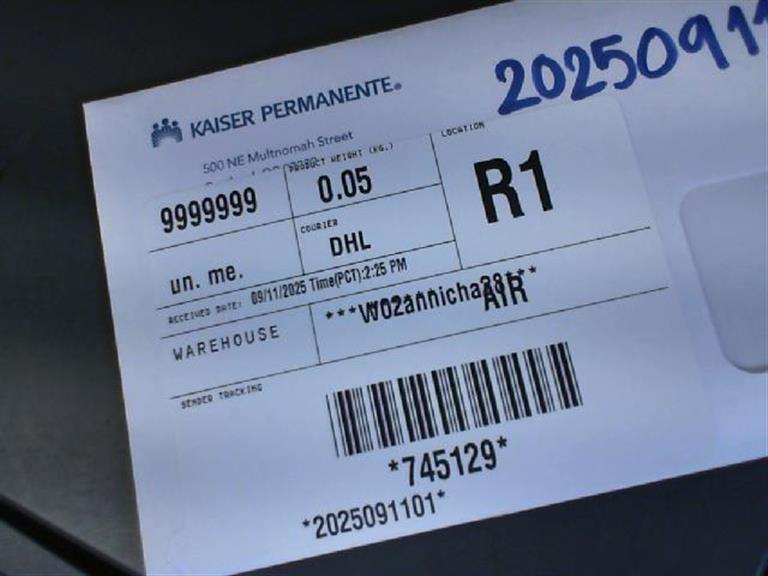 KAISER PERMANENTE®
20250911
500 NE Multnomah Street
9999999
PRODUCT WEIGHT (KG.)
0.05
LOCATION
R1
un. me.
COURIER
DHL
RECEIVED DATE: 09/11/2025 Time(PCT):2:25 PM
WAREHOUSE
AIR
SENDER TRACKING
*745129*
*2025091101*